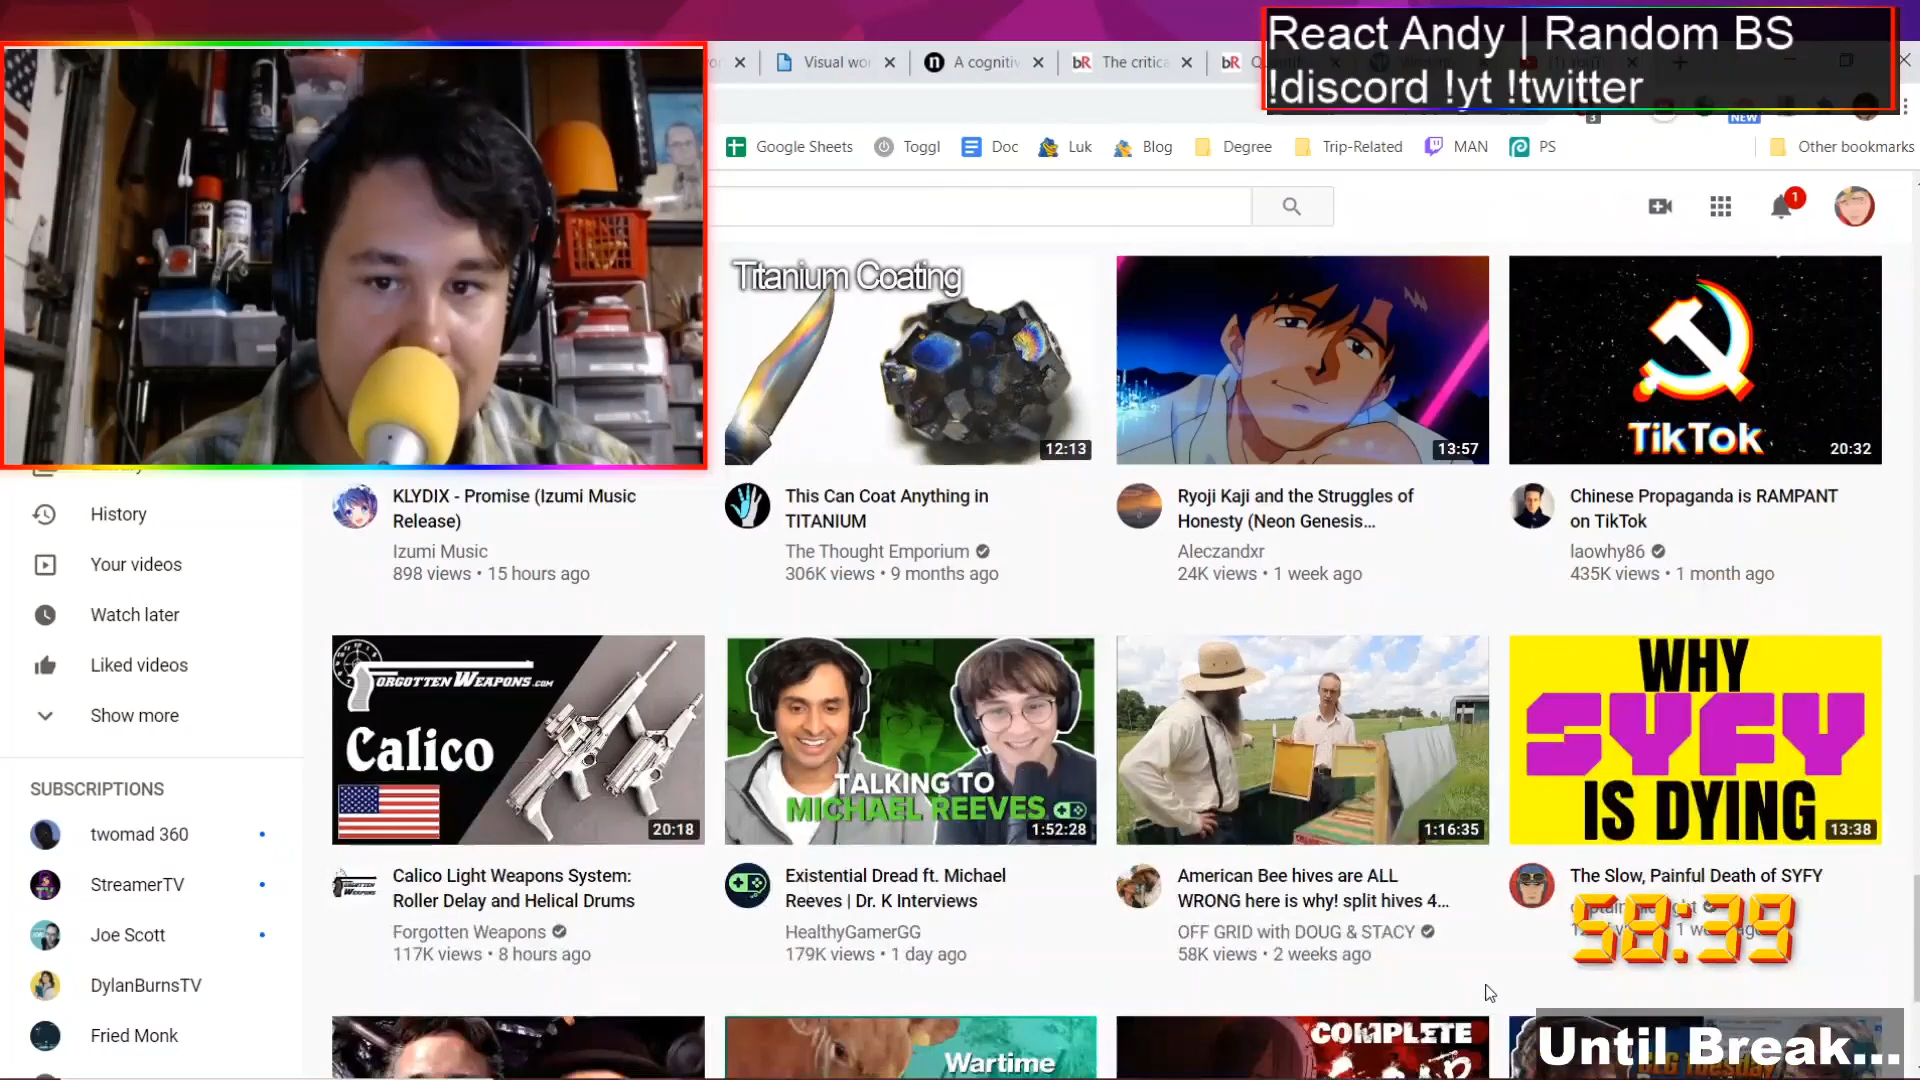 React Andy | Random BS
!discord !yt !twitter
Visual wo
A cogniti
The critica
Google Sheets
Toggl
Doc
Luk
Blog
Degree
Trip-Related
MAN
PS
Other bookmarks
3
NEW
1
Titanium Coating
12:13
13:57
TikTok
20:32
History
Your videos
Watch later
Liked videos
Show more
SUBSCRIPTIONS
twomad 360
StreamerTV
Joe Scott
DylanBurnsTV
Fried Monk
KLYDIX - Promise (Izumi Music
Release)
Izumi Music
898 views • 15 hours ago
This Can Coat Anything in
TITANIUM
The Thought Emporium
306K views • 9 months ago
Ryoji Kaji and the Struggles of
Honesty (Neon Genesis...
Aleczandxr
24K views • 1 week ago
Chinese Propaganda is RAMPANT
on TikTok
laowhy86
435K views • 1 month ago
FORGOTTEN WEAPONS.COM
Calico
20:18
TALKING TO
MICHAEL REEVES
1:52:28
1:16:35
WHY
SYFY
IS DYING
13:38
Calico Light Weapons System:
Roller Delay and Helical Drums
Forgotten Weapons
117K views • 8 hours ago
Existential Dread ft. Michael
Reeves | Dr. K Interviews
HealthyGamerGG
179K views • 1 day ago
American Bee hives are ALL
WRONG here is why! split hives 4...
OFF GRID with DOUG & STACY
58K views • 2 weeks ago
The Slow, Painful Death of SYFY
58:39
Wartime
COMPLETE
Until Break...